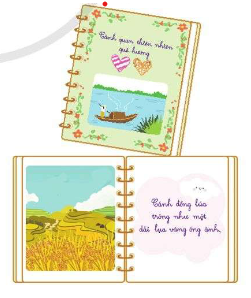 Cảnh quan thiên nhiên
quê hương
Cánh đồng lúa
trông như một
dải lụa vàng óng ánh.